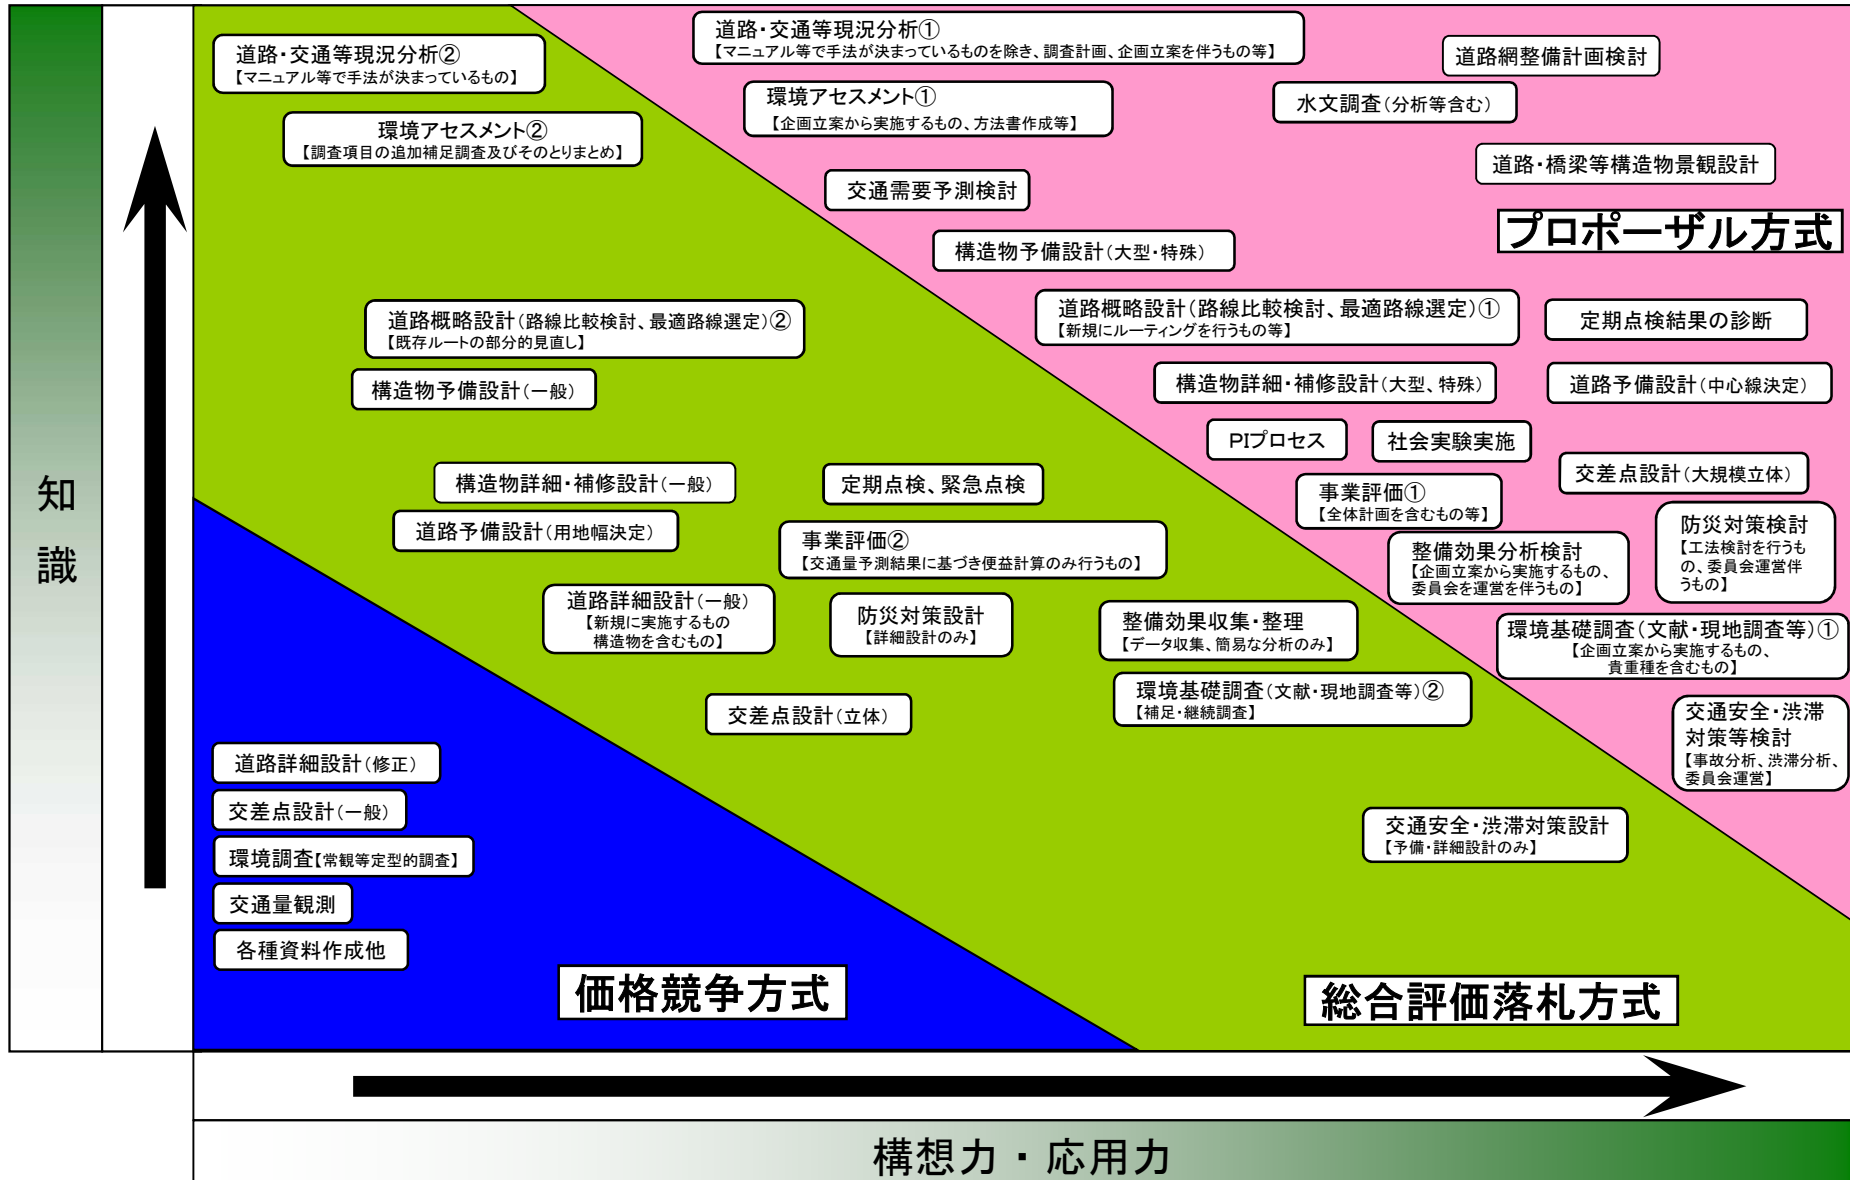 道路・交通等現況分析②
【マニュアル等で手法が決まっているもの】
環境アセスメント②
【調査項目の追加補足調査及びそのとりまとめ】
道路・交通等現況分析①
【マニュアル等で手法が決まっているものを除き、調査計画、企画立案を伴うもの等】
環境アセスメント①
【企画立案から実施するもの、方法書作成等】
道路網整備計画検討
水文調査(分析等含む)
道路・橋梁等構造物景観設計
交通需要予測検討
プロポーザル方式
構造物予備設計(大型・特殊)
道路概略設計(路線比較検討、最適路線選定)②
【既存ルートの部分的見直し】
道路概略設計(路線比較検討、最適路線選定)①
【新規にルーティングを行うもの等】
定期点検結果の診断
構造物予備設計(一般)
構造物詳細・補修設計(大型、特殊)
道路予備設計(中心線決定)
PIプロセス
社会実験実施
構造物詳細・補修設計(一般)
定期点検、緊急点検
交差点設計(大規模立体)
事業評価①
【全体計画を含むもの等】
道路予備設計(用地幅決定)
事業評価②
【交通量予測結果に基づき便益計算のみ行うもの】
整備効果分析検討
【企画立案から実施するもの、
委員会を運営を伴うもの】
防災対策検討
【工法検討を行うも
の、委員会運営伴
うもの】
道路詳細設計(一般)
【新規に実施するもの
構造物を含むもの】
防災対策設計
【詳細設計のみ】
整備効果収集・整理
【データ収集、簡易な分析のみ】
環境基礎調査(文献・現地調査等)①
【企画立案から実施するもの、
貴重種を含むもの】
環境基礎調査(文献・現地調査等)②
【補足・継続調査】
交差点設計(立体)
交通安全・渋滞
対策等検討
【事故分析、渋滞分析、
委員会運営】
道路詳細設計(修正)
交差点設計(一般)
環境調査【常観等定型的調査】
交通量観測
各種資料作成他
交通安全・渋滞対策設計
【予備・詳細設計のみ】
価格競争方式
総合評価落札方式
知
識
構想力・応用力